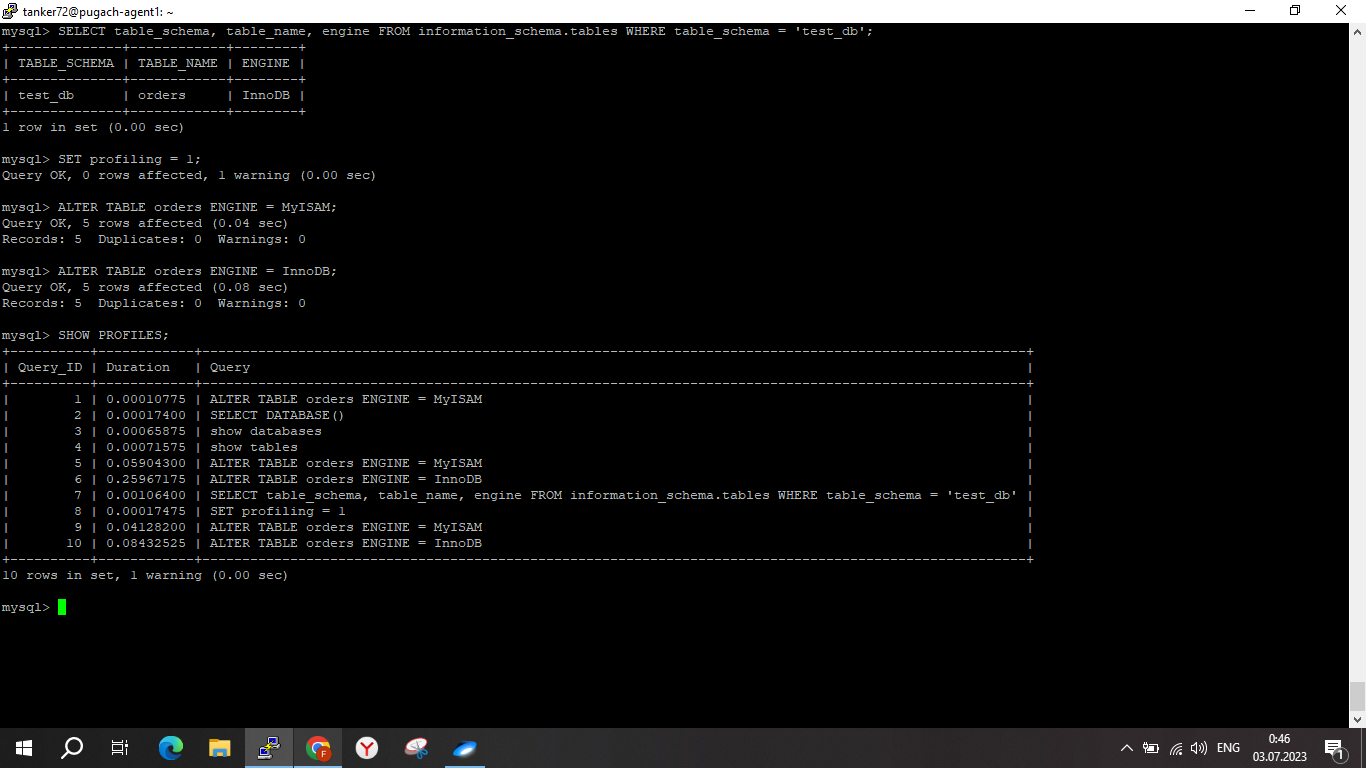 tanker72@pugach-agent1: ~
mysql> SELECT table_schema, table_name, engine FROM information_schema.tables WHERE table_schema = 'test_db';
+--------------+------------+--------+
| TABLE_SCHEMA | TABLE_NAME | ENGINE |
+--------------+------------+--------+
| test_db      | orders     | InnoDB |
+--------------+------------+--------+
1 row in set (0.00 sec)
mysql> SET profiling = 1;
Query OK, 0 rows affected, 1 warning (0.00 sec)
mysql> ALTER TABLE orders ENGINE = MyISAM;
Query OK, 5 rows affected (0.04 sec)
Records: 5  Duplicates: 0  Warnings: 0
mysql> ALTER TABLE orders ENGINE = InnoDB;
Query OK, 5 rows affected (0.08 sec)
Records: 5  Duplicates: 0  Warnings: 0
mysql> SHOW PROFILES;
+----------+------------+-------------------------------------------------------------------------------------------------------+
| Query_ID | Duration   | Query                                                                                                 |
+----------+------------+-------------------------------------------------------------------------------------------------------+
|        1 | 0.00010775 | ALTER TABLE orders ENGINE = MyISAM                                                                    |
|        2 | 0.00017400 | SELECT DATABASE()                                                                                     |
|        3 | 0.00065875 | show databases                                                                                        |
|        4 | 0.00071575 | show tables                                                                                           |
|        5 | 0.05904300 | ALTER TABLE orders ENGINE = MyISAM                                                                    |
|        6 | 0.25967175 | ALTER TABLE orders ENGINE = InnoDB                                                                    |
|        7 | 0.00106400 | SELECT table_schema, table_name, engine FROM information_schema.tables WHERE table_schema = 'test_db' |
|        8 | 0.00017475 | SET profiling = 1                                                                                     |
|        9 | 0.04128200 | ALTER TABLE orders ENGINE = MyISAM                                                                    |
|       10 | 0.08432525 | ALTER TABLE orders ENGINE = InnoDB                                                                    |
+----------+------------+-------------------------------------------------------------------------------------------------------+
10 rows in set, 1 warning (0.00 sec)
mysql>
F
Y
ENG
0:46
03.07.2023
1